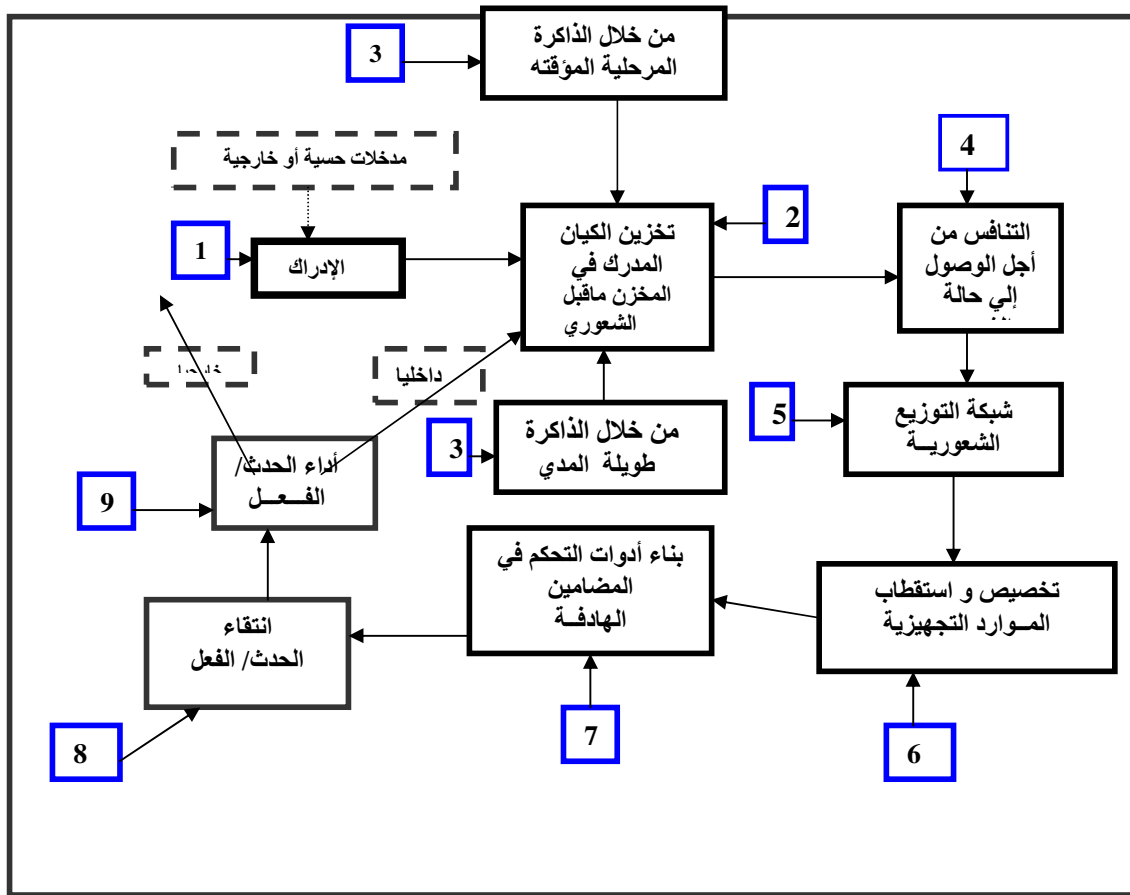 من خلال الذاكرة
المرحلية المؤقته
3
مدخلات حسية أو خارجية
4
1
الإدراك
تخزين الكيان
المدرك في
المخزن ماقبل
الشعوري
2
التنافس من
أجل الوصول
إلي حالة
داخليا
شبكة التوزيع
الشعوريــة
5
من خلال الذاكرة
طويلة المدي
3
أداء الحدث/
الفــعــل
9
بناء أدوات التحكم في
المضامين
الهادفــة
تخصيص و استقطاب
المــوارد التجهيزية
انتقاء
الحدث/ الفعل
8
7
6